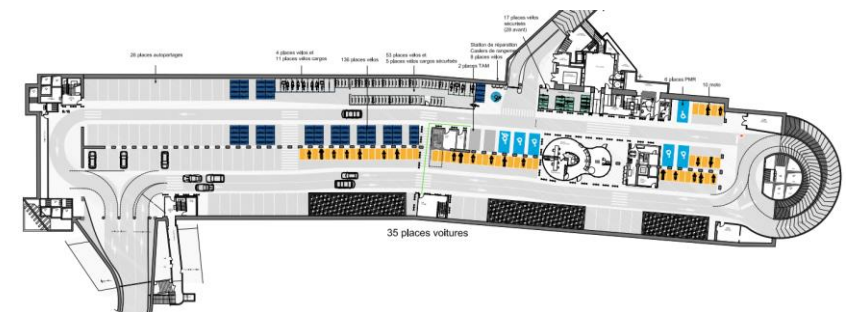 17 places vélos
sécurisés
(28 avant)
Station de réparation
Casiers de rangement
8 places vélos
2 places TAM
28 places autopartages
4 places vélos et
11 places vélos cargos
136 places vélos
53 places vélos et
5 places vélos cargos sécurisés
6 places PMR
10 moto
35 places voitures